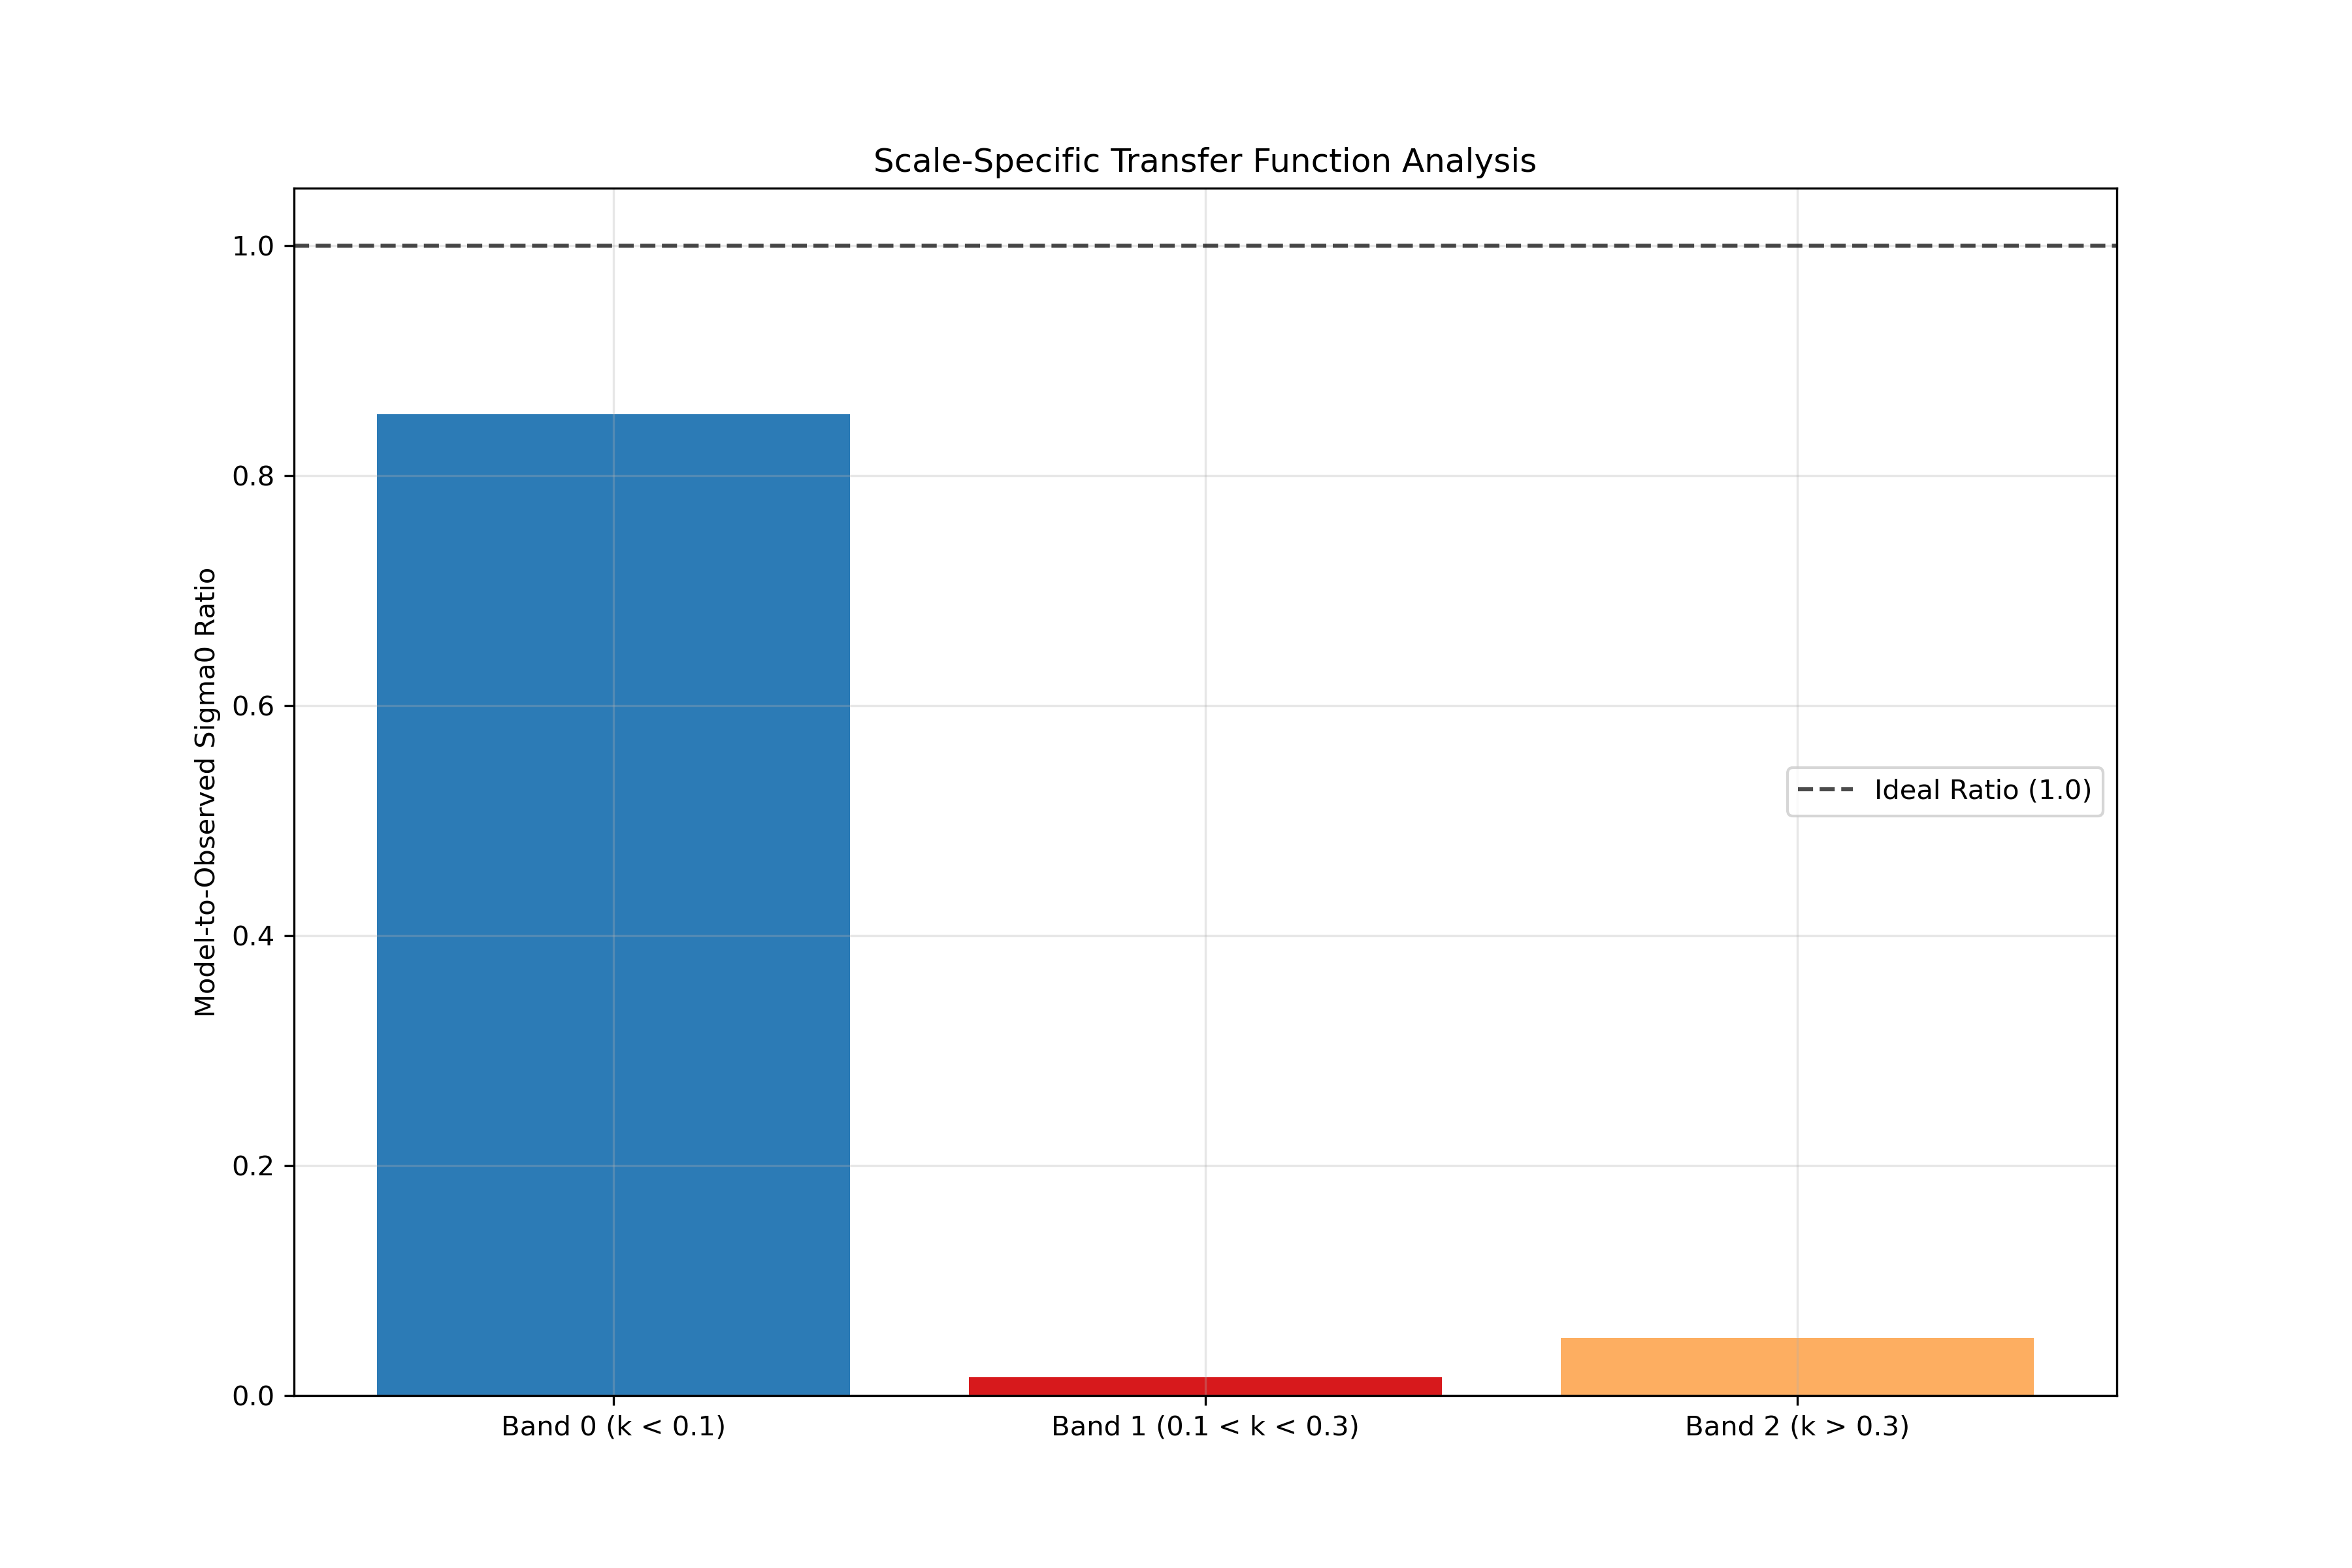 Scale-Specific Transfer Function Analysis
Model-to-Observed Sigma0 Ratio
1.0
0.8
0.6
0.4
0.2
0.0
Ideal Ratio (1.0)
Band 0 (k < 0.1)
Band 1 (0.1 < k < 0.3)
Band 2 (k > 0.3)